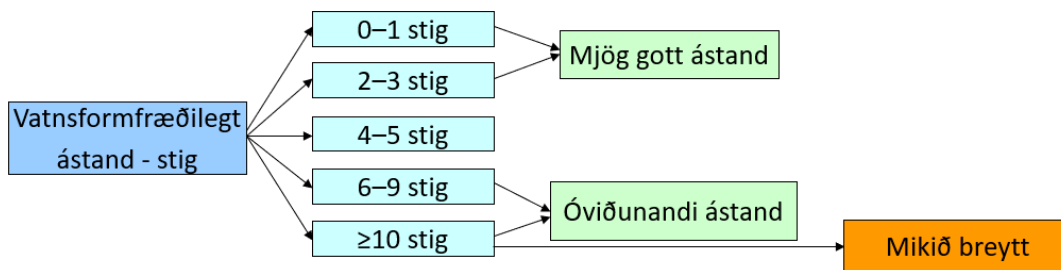 0–1 stig
Mjög gott ástand
2–3 stig
Vatnsformfræðilegt
ástand - stig
4–5 stig
6–9 stig
Óviðunandi ástand
≥10 stig
Mikið breytt